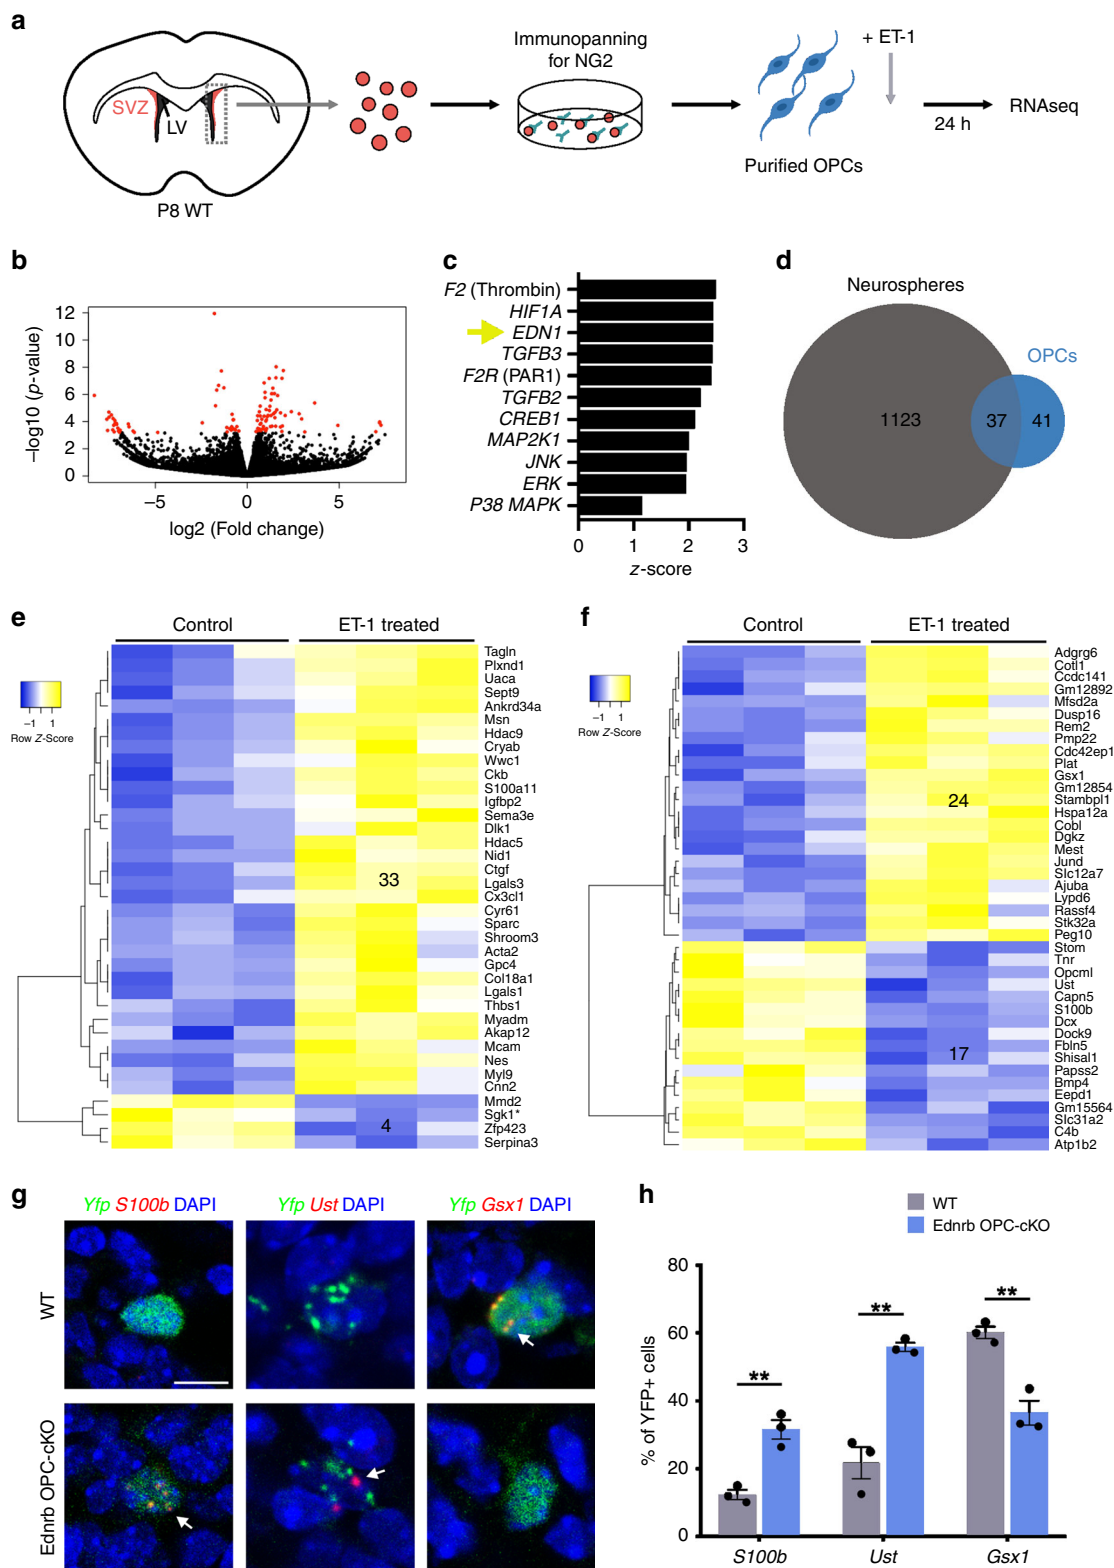 a
SVZ
LV
P8 WT
Immunopanning
for NG2
+ ET-1
Purified OPCs
24 h
RNAseq
b
–log10 (p-value)
12
10
8
6
4
2
0
–5
0
5
log2 (Fold change)
c
F2 (Thrombin)
HIF1A
EDN1
TGFB3
F2R (PAR1)
TGFB2
CREB1
MAP2K1
JNK
ERK
P38 MAPK
0
1
2
3
z-score
d
Neurospheres
OPCs
1123
37
41
e
Control
ET-1 treated
–1
1
Row Z-Score
Tagln
Plxnd1
Uaca
Sept9
Ankrd34a
Msn
Hdac9
Cryab
Wwc1
Ckb
S100a11
Igfbp2
Sema3e
Dlk1
Hdac5
Nid1
Ctgf
Lgals3
Cx3cl1
Cyr61
Sparc
Shroom3
Acta2
Gpc4
Col18a1
Lgals1
Thbs1
Myadm
Akap12
Mcam
Nes
Myl9
Cnn2
Mmd2
Sgk1*
Zfp423
Serpina3
33
4
f
Control
ET-1 treated
–1
1
Row Z-Score
Adgrg6
Cotl1
Ccdc141
Gm12892
Mfsd2a
Dusp16
Rem2
Pmp22
Cdc42ep1
Plat
Gsx1
Gm12854
Stambpl1
Hspa12a
Cobl
Dgkz
Mest
Jund
Slc12a7
Ajuba
Lypd6
Rassf4
Stk32a
Peg10
Stom
Tnr
Opcml
Ust
Capn5
S100b
Dcx
Dock9
Fbln5
Shisal1
Papss2
Bmp4
Eepd1
Gm15564
Slc31a2
C4b
Atp1b2
24
17
g
Yfp S100b DAPI
Yfp Ust DAPI
Yfp Gsx1 DAPI
WT
Ednrb OPC-cKO
h
WT
Ednrb OPC-cKO
% of YFP+ cells
80
60
40
20
0
**
**
**
S100b
Ust
Gsx1